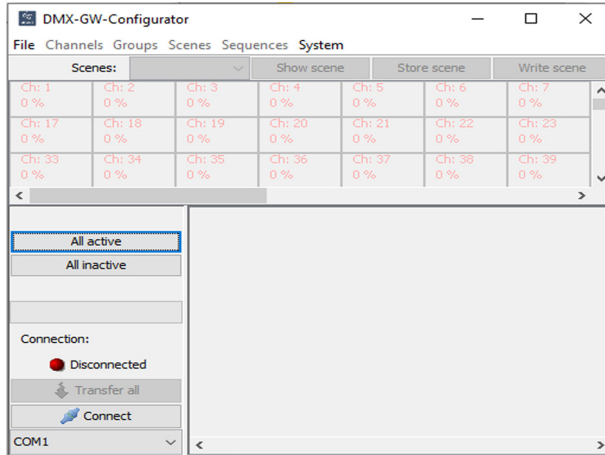 DMX-GW-Configurator
File Channels Groups Scenes Sequences System
Scenes: Show scene Store scene Write scene
Ch: 1 Ch: 2 Ch: 3 Ch: 4 Ch: 5 Ch: 6 Ch: 7
0 % 0 % 0 % 0 % 0 % 0 % 0 %
Ch: 17 Ch: 18 Ch: 19 Ch: 20 Ch: 21 Ch: 22 Ch: 23
0 % 0 % 0 % 0 % 0 % 0 % 0 %
Ch: 33 Ch: 34 Ch: 35 Ch: 36 Ch: 37 Ch: 38 Ch: 39
0 % 0 % 0 % 0 % 0 % 0 % 0 %
All active
All inactive
Connection:
Disconnected
Transfer all
Connect
COM1